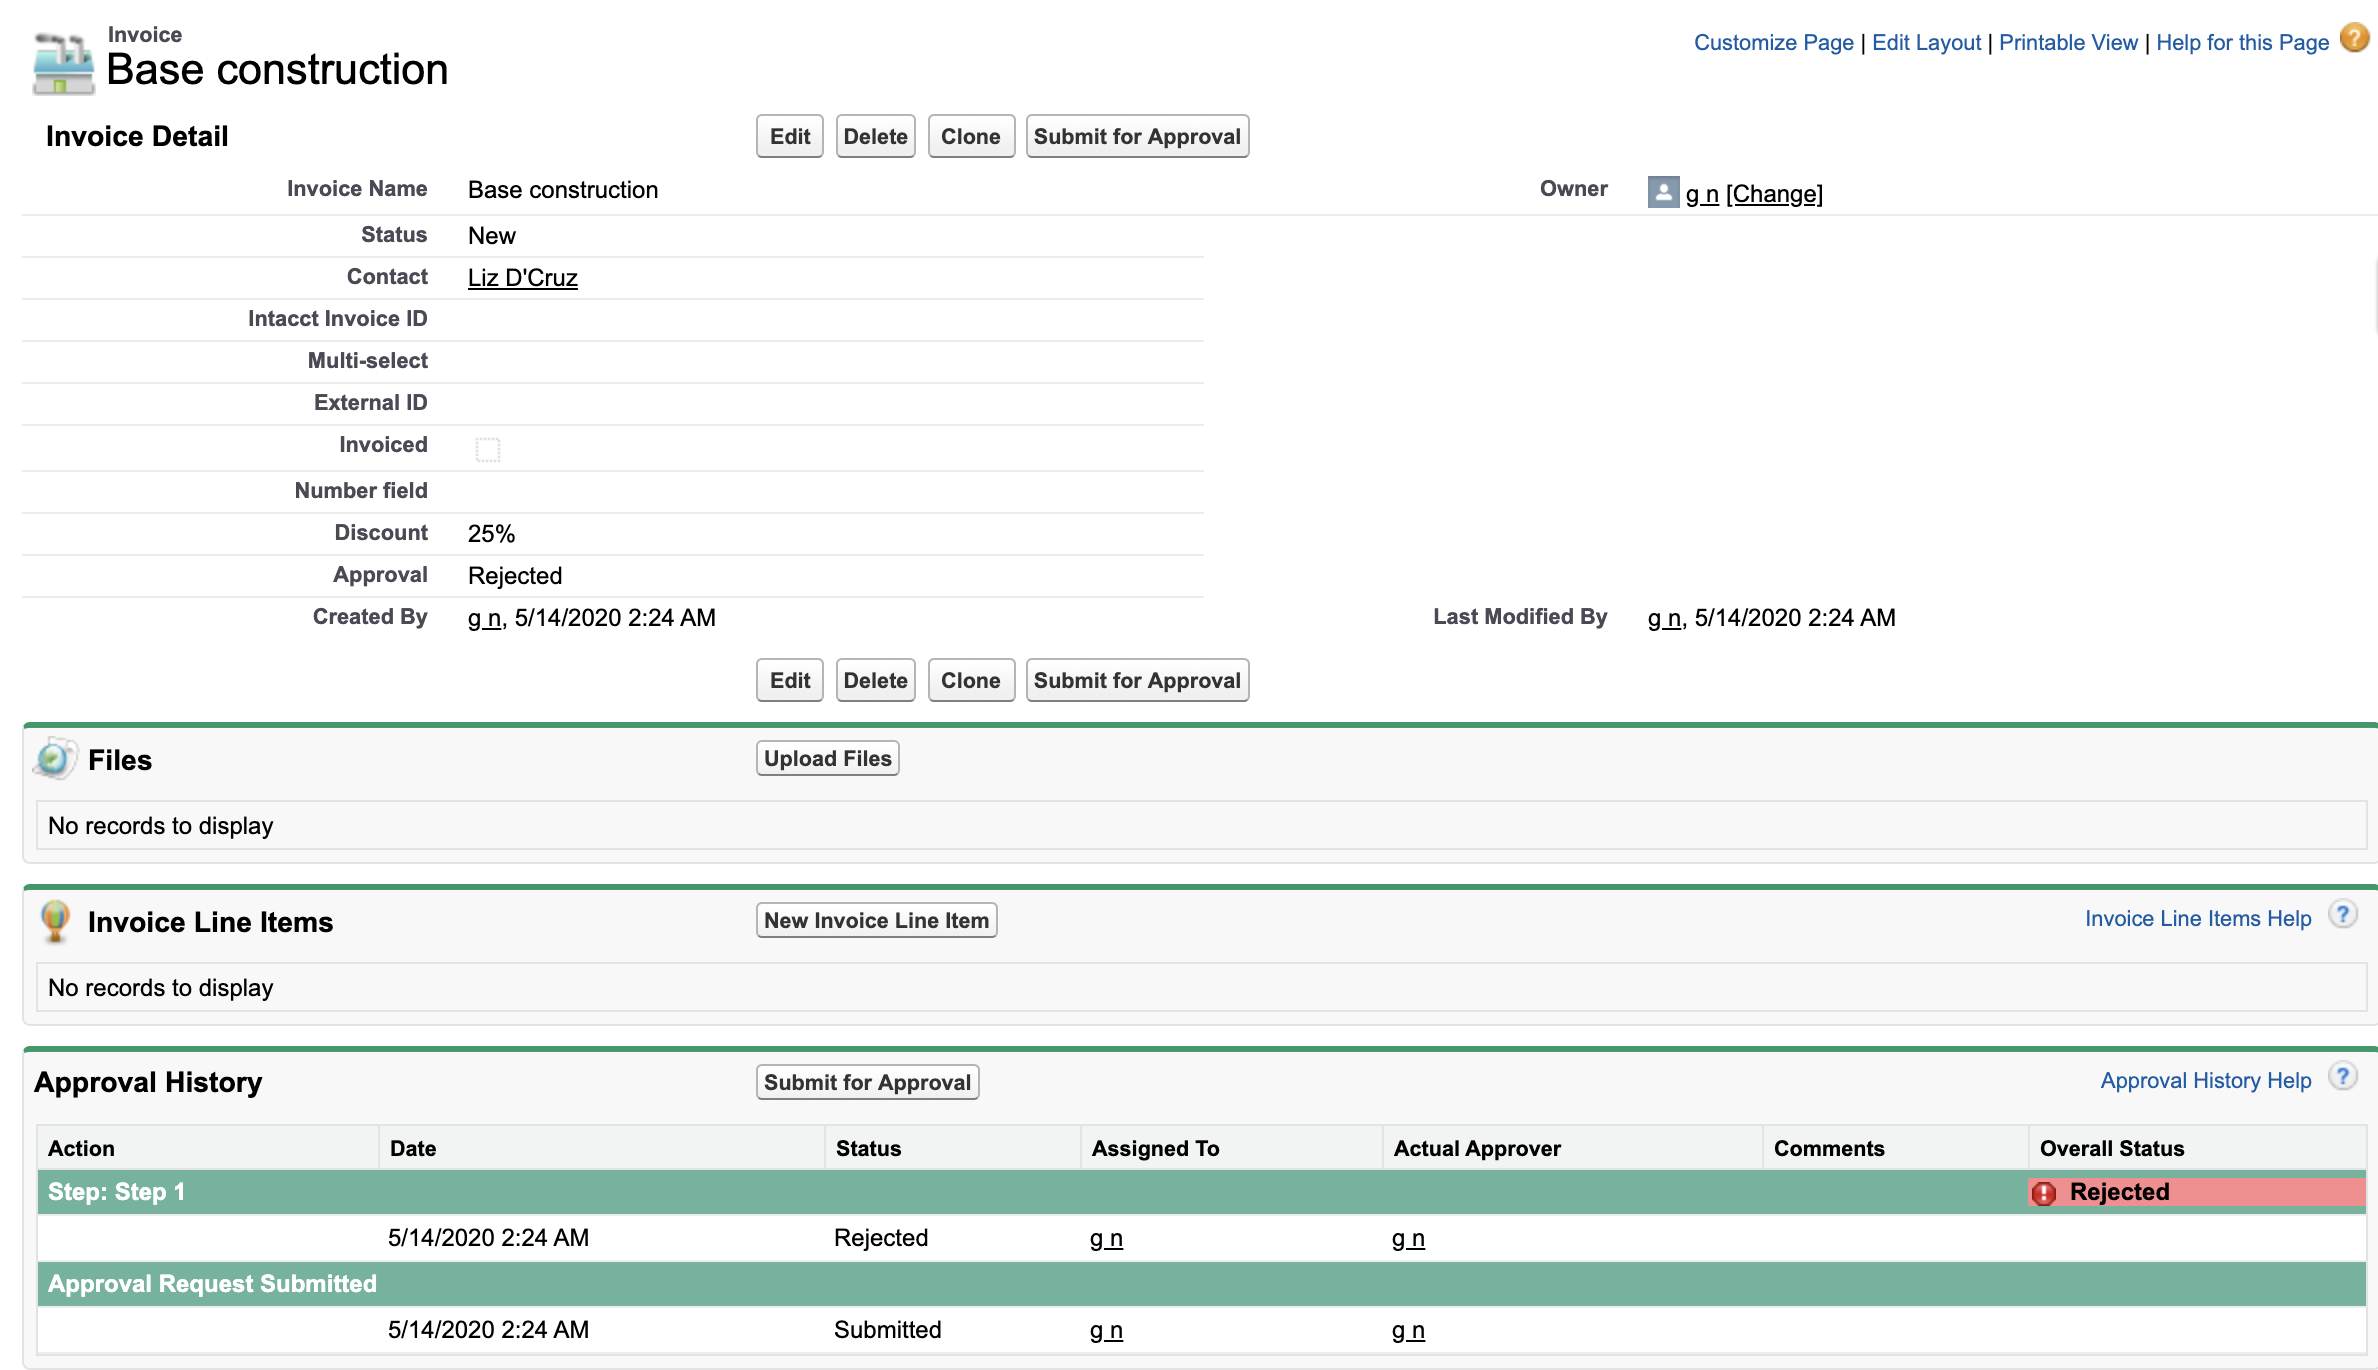 Invoice
Base construction
Customize Page | Edit Layout | Printable View | Help for this Page ?
Invoice Detail
Edit Delete Clone Submit for Approval
Invoice Name Base construction Owner g n [Change]
Status New
Contact Liz D'Cruz
Intacct Invoice ID
Multi-select
External ID
Invoiced
Number field
Discount 25%
Approval Rejected
Created By g n, 5/14/2020 2:24 AM Last Modified By g n, 5/14/2020 2:24 AM
Edit Delete Clone Submit for Approval
Files Upload Files
No records to display
Invoice Line Items New Invoice Line Item Invoice Line Items Help ?
No records to display
Approval History Submit for Approval Approval History Help ?
Action Date Status Assigned To Actual Approver Comments Overall Status
Step: Step 1 Rejected
5/14/2020 2:24 AM Rejected g n g n
Approval Request Submitted
5/14/2020 2:24 AM Submitted g n g n